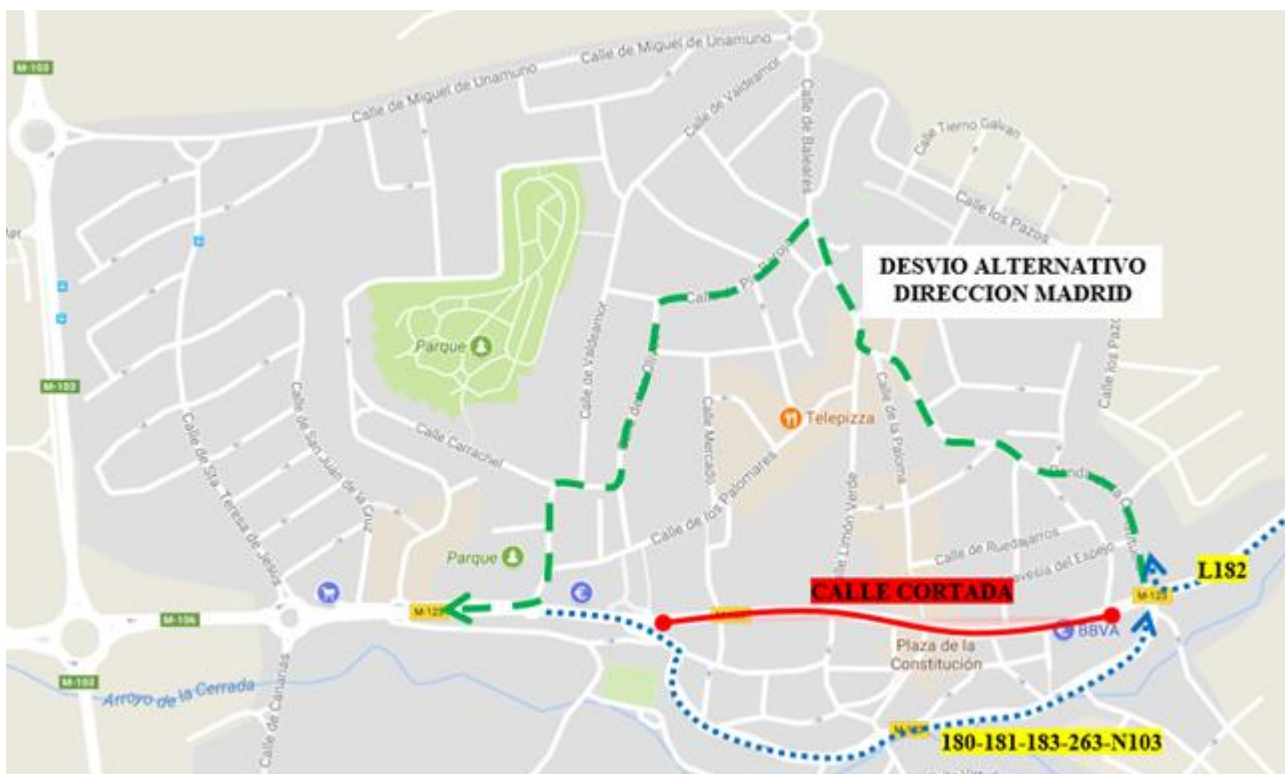 Calle de Miguel de Unamuno
M-103
Calle de Miguel de Unamuno
Calle de Valdeamor
Calle de Baleares
Calle Tierno Galvan
Calle los Pazos
DESVIO ALTERNATIVO
DIRECCION MADRID
Parque
M-103
Calle de Valdeamor
Calle los Pazos
Telepizza
Calle Mercado
Calle de la Paloma
Calle Carrachel
Calle de San Juan de la Cruz
Calle de Sta. Teresa de Jesús
Calle de los Palomares
Limón Verde
Parque
Calle de Ruedajarros
Travesía del Espejo
L182
CALLE CORTADA
M-106
BBVA
Plaza de la
Constitución
M-103
Arroyo de la Cerrada
Calle de Canarias
180-181-183-263-N103